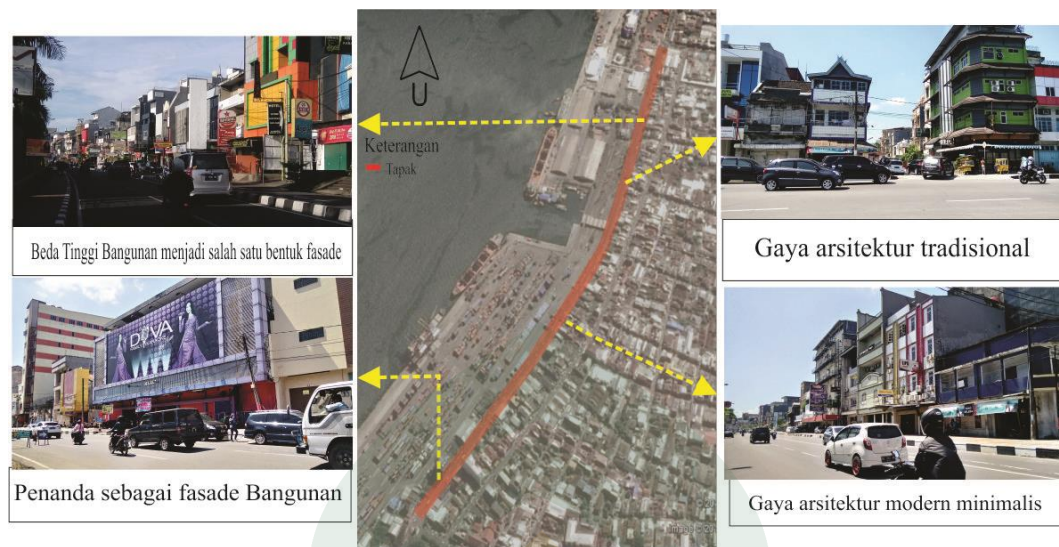 Beda Tinggi Bangunan menjadi salah satu bentuk fasade
DIVA
Penanda sebagai fasade Bangunan
U
Keterangan
Tapak
Gaya arsitektur tradisional
Gaya arsitektur modern minimalis